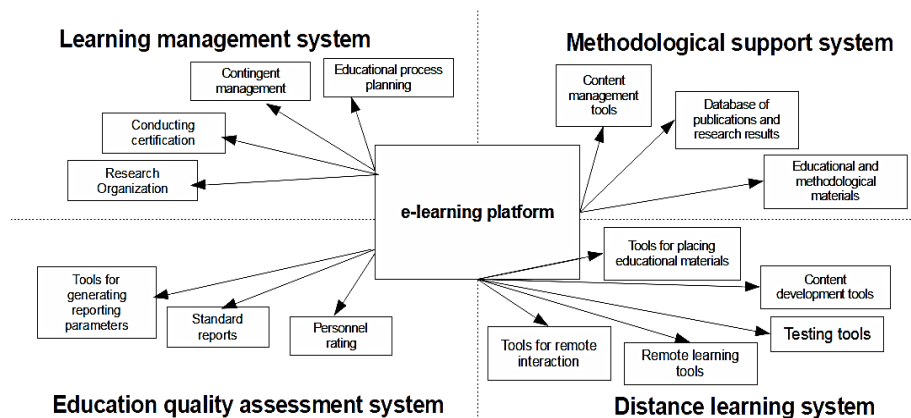 Learning management system
Contingent
management
Educational process
planning
Conducting
certification
Research
Organization
Methodological support system
Content
management
tools
Database of
publications and
research results
Educational and
methodological
materials
e-learning platform
Tools for
generating
reporting
parameters
Standard
reports
Personnel
rating
Education quality assessment system
Tools for placing
educational materials
Content
development tools
Testing tools
Tools for remote
interaction
Remote learning
tools
Distance learning system